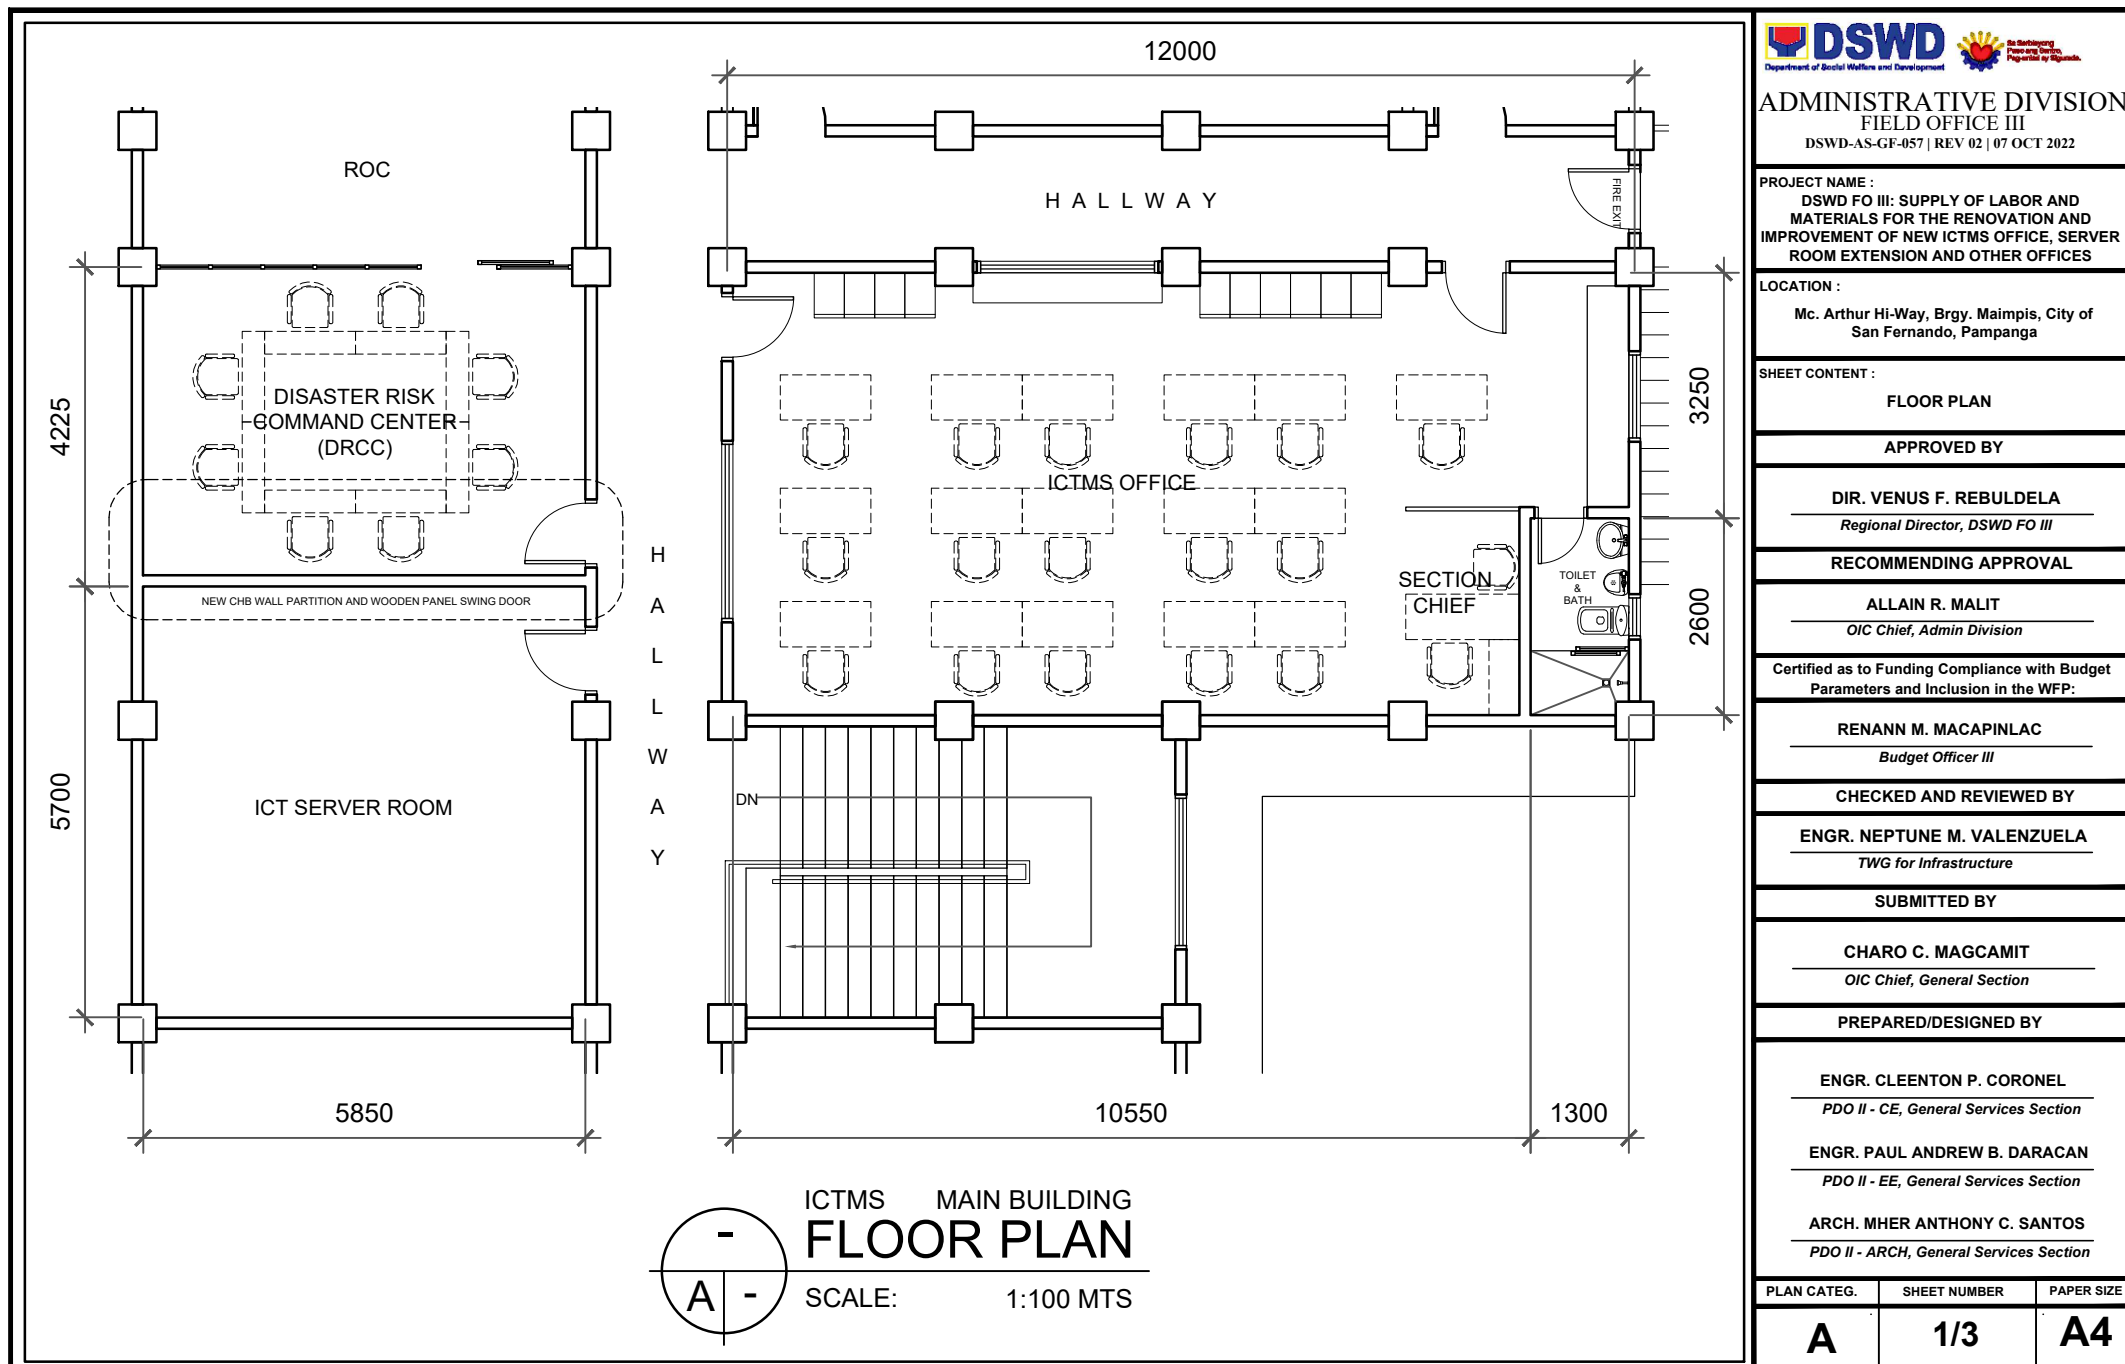 12000
ROC
H A L L W A Y
FIRE EXIT
4225
DISASTER RISK
COMMAND CENTER
(DRCC)
NEW CHB WALL PARTITION AND WOODEN PANEL SWING DOOR
5700
ICT SERVER ROOM
H
A
L
L
W
A
Y
ICTMS OFFICE
SECTION
CHIEF
TOILET
&
BATH
3250
2600
DN
5850
10550
1300
ICTMS MAIN BUILDING
FLOOR PLAN
SCALE: 1:100 MTS
-
A -
DSWD
Department of Social Welfare and Development
Sa Serbisyong
Puso ang Sentro,
Pag-unlad ay Sigurado.
ADMINISTRATIVE DIVISION
FIELD OFFICE III
DSWD-AS-GF-057 | REV 02 | 07 OCT 2022
PROJECT NAME :
DSWD FO III: SUPPLY OF LABOR AND
MATERIALS FOR THE RENOVATION AND
IMPROVEMENT OF NEW ICTMS OFFICE, SERVER
ROOM EXTENSION AND OTHER OFFICES
LOCATION :
Mc. Arthur Hi-Way, Brgy. Maimpis, City of
San Fernando, Pampanga
SHEET CONTENT :
FLOOR PLAN
APPROVED BY
DIR. VENUS F. REBULDELA
Regional Director, DSWD FO III
RECOMMENDING APPROVAL
ALLAIN R. MALIT
OIC Chief, Admin Division
Certified as to Funding Compliance with Budget
Parameters and Inclusion in the WFP:
RENANN M. MACAPINLAC
Budget Officer III
CHECKED AND REVIEWED BY
ENGR. NEPTUNE M. VALENZUELA
TWG for Infrastructure
SUBMITTED BY
CHARO C. MAGCAMIT
OIC Chief, General Section
PREPARED/DESIGNED BY
ENGR. CLEENTON P. CORONEL
PDO II - CE, General Services Section
ENGR. PAUL ANDREW B. DARACAN
PDO II - EE, General Services Section
ARCH. MHER ANTHONY C. SANTOS
PDO II - ARCH, General Services Section
PLAN CATEG. SHEET NUMBER PAPER SIZE
A 1/3 A4